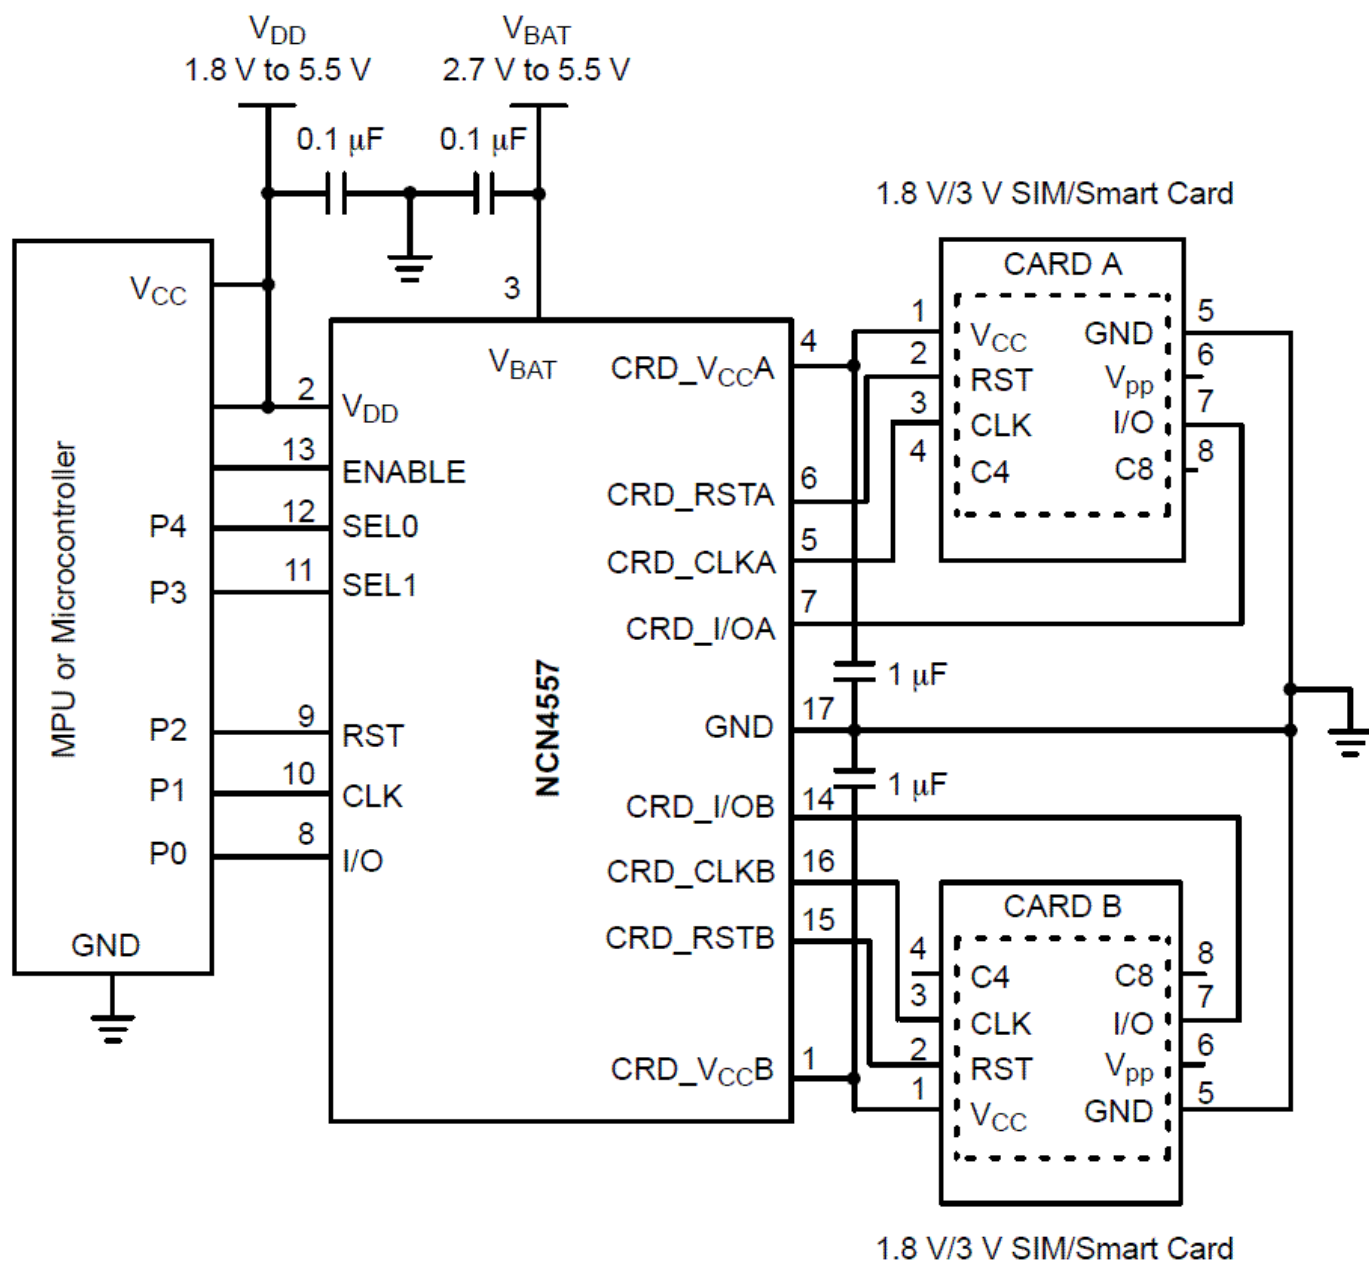 VDD
1.8 V to 5.5 V
VBAT
2.7 V to 5.5 V
0.1 μF
0.1 μF
1.8 V/3 V SIM/Smart Card
MPU or Microcontroller
VCC
P4
P3
P2
P1
P0
GND
3
2
13
12
11
9
10
8
NCN4557
VBAT
VDD
ENABLE
SEL0
SEL1
RST
CLK
I/O
CRD_VCCA
CRD_RSTA
CRD_CLKA
CRD_I/OA
GND
CRD_I/OB
CRD_CLKB
CRD_RSTB
CRD_VCCB
4
6
5
7
17
14
16
15
1
1 μF
1 μF
CARD A
1
2
3
4
VCC
RST
CLK
C4
GND
Vpp
I/O
C8
5
6
7
8
CARD B
4
3
2
1
C4
CLK
RST
VCC
C8
I/O
Vpp
GND
8
7
6
5
1.8 V/3 V SIM/Smart Card